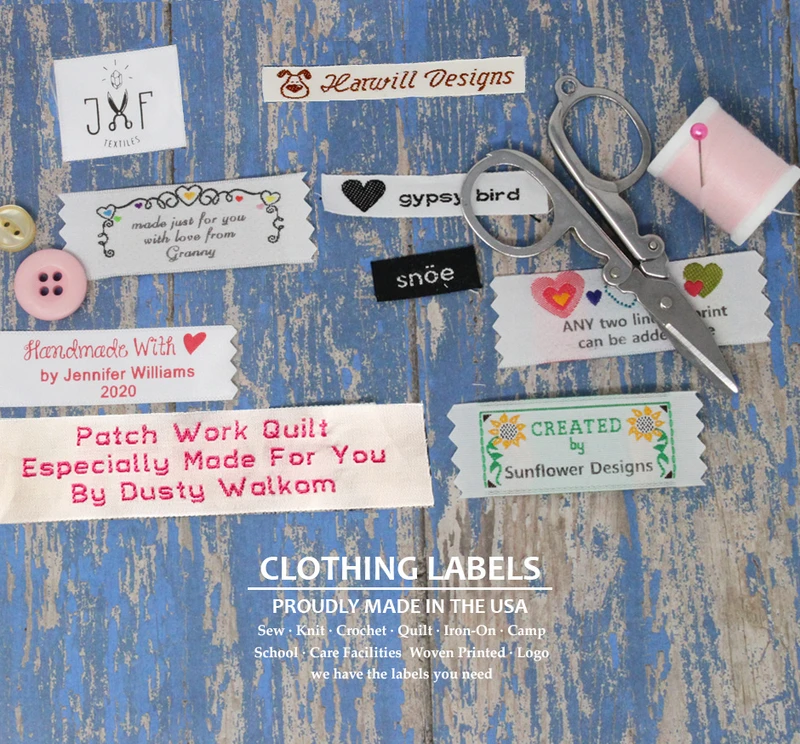 J F
TEXTILES
Harwill Designs
made just for you
with love from
Granny
gypsy bird
snöe
ANY two lin print
can be adde e
Handmade With
by Jennifer Williams
2020
Patch Work Quilt
Especially Made For You
By Dusty Walkom
CREATED
by
Sunflower Designs
CLOTHING LABELS
PROUDLY MADE IN THE USA
Sew · Knit · Crochet · Quilt · Iron-On · Camp
School · Care Facilities Woven Printed · Logo
we have the labels you need